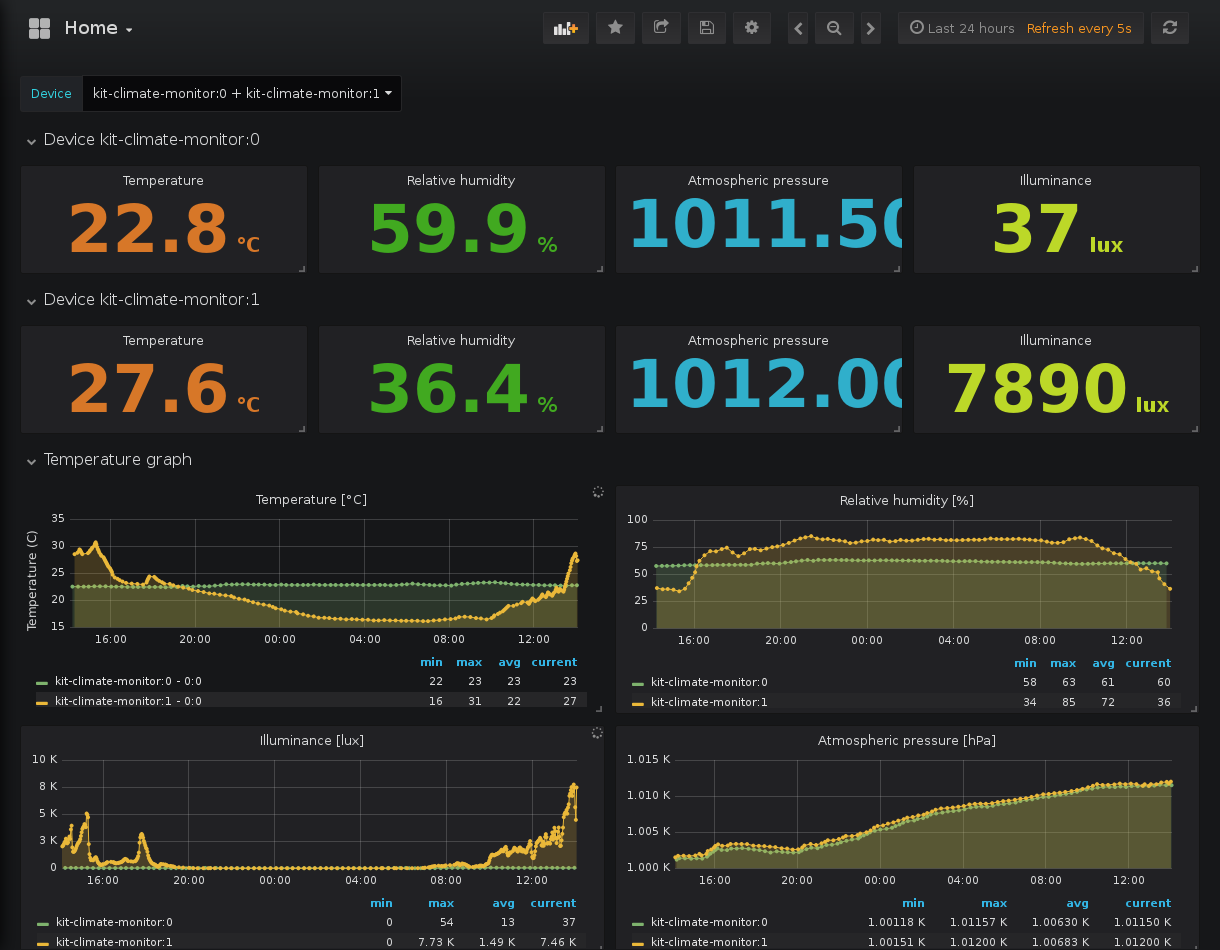 Home
Last 24 hours Refresh every 5s
Device kit-climate-monitor:0 + kit-climate-monitor:1
Device kit-climate-monitor:0
Temperature Relative humidity Atmospheric pressure Illuminance
22.8 °C 59.9 % 1011.50 37 lux
Device kit-climate-monitor:1
Temperature Relative humidity Atmospheric pressure Illuminance
27.6 °C 36.4 % 1012.00 7890 lux
Temperature graph
Temperature [°C]
Temperature (C)
35
30
25
20
15
16:00 20:00 00:00 04:00 08:00 12:00
min max avg current
kit-climate-monitor:0 - 0:0 22 23 23 23
kit-climate-monitor:1 - 0:0 16 31 22 27
Relative humidity [%]
100
75
50
25
0
16:00 20:00 00:00 04:00 08:00 12:00
min max avg current
kit-climate-monitor:0 58 63 61 60
kit-climate-monitor:1 34 85 72 36
Illuminance [lux]
10 K
8 K
5 K
3 K
0
16:00 20:00 00:00 04:00 08:00 12:00
min max avg current
kit-climate-monitor:0 0 54 13 37
kit-climate-monitor:1 0 7.73 K 1.49 K 7.46 K
Atmospheric pressure [hPa]
1.015 K
1.010 K
1.005 K
1.000 K
16:00 20:00 00:00 04:00 08:00 12:00
min max avg current
kit-climate-monitor:0 1.00118 K 1.01157 K 1.00630 K 1.01150 K
kit-climate-monitor:1 1.00151 K 1.01200 K 1.00683 K 1.01200 K